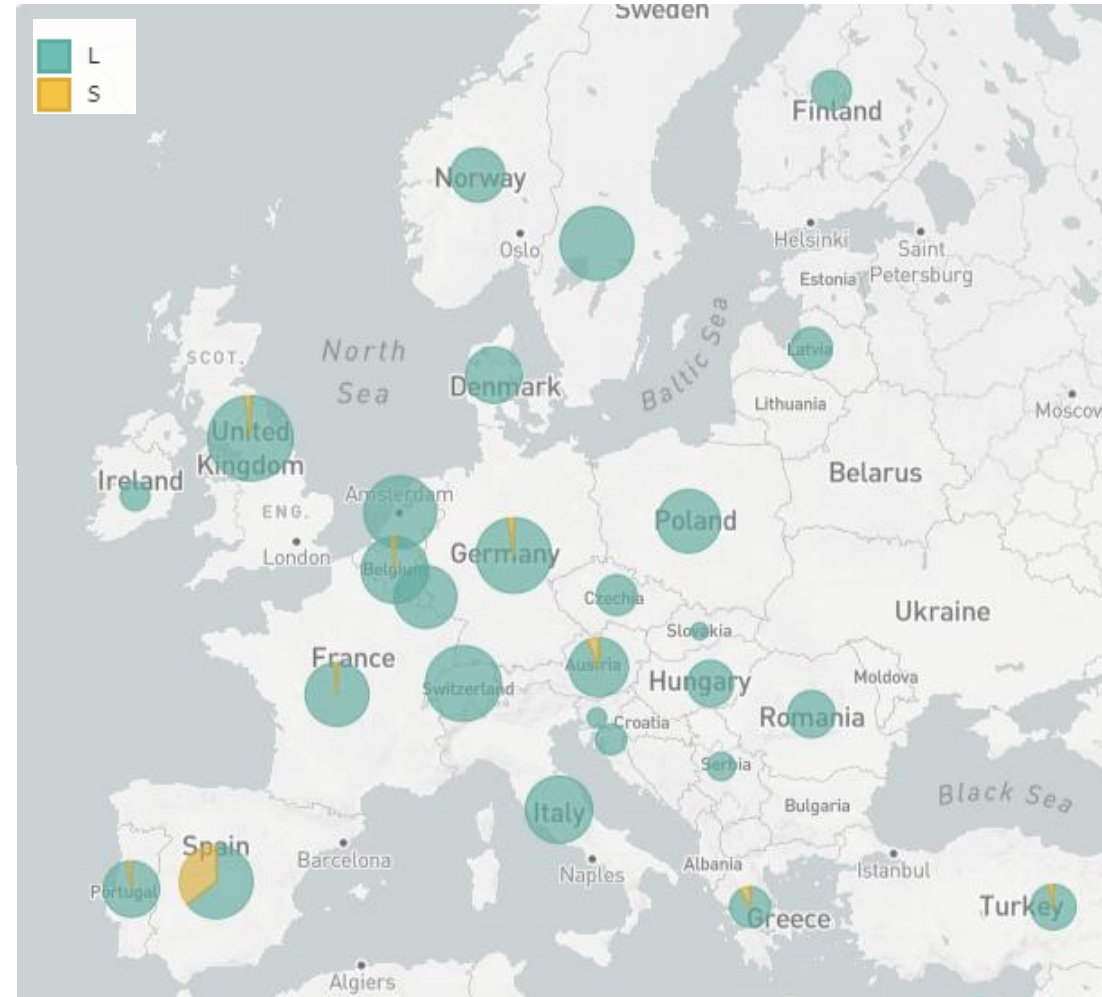 Sweden
L
S
Finland
Norway
Oslo
Helsinki
Saint
Petersburg
Estonia
SCOT.
North
Sea
Baltic Sea
Latvia
Denmark
Lithuania
Moscow
United
Kingdom
Ireland
Belarus
Amsterdam
ENG.
Poland
London
Germany
Belgium
Czechia
Ukraine
Slovakia
France
Austria
Hungary
Moldova
Switzerland
Croatia
Romania
Serbia
Black Sea
Italy
Bulgaria
Spain
Barcelona
Naples
Albania
Istanbul
Portugal
Greece
Turkey
Algiers